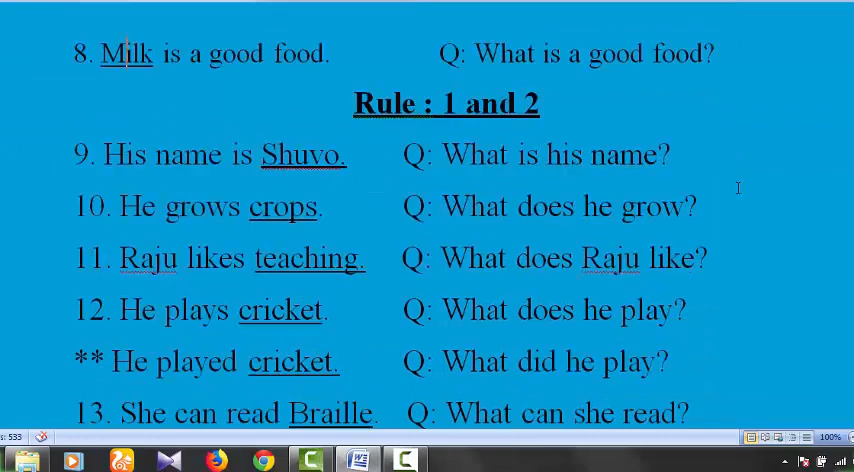 8. Milk is a good food. Q: What is a good food?
Rule : 1 and 2
9. His name is Shuvo. Q: What is his name?
10. He grows crops. Q: What does he grow?
11. Raju likes teaching. Q: What does Raju like?
12. He plays cricket. Q: What does he play?
** He played cricket. Q: What did he play?
13. She can read Braille. Q: What can she read?
s: 533 100%